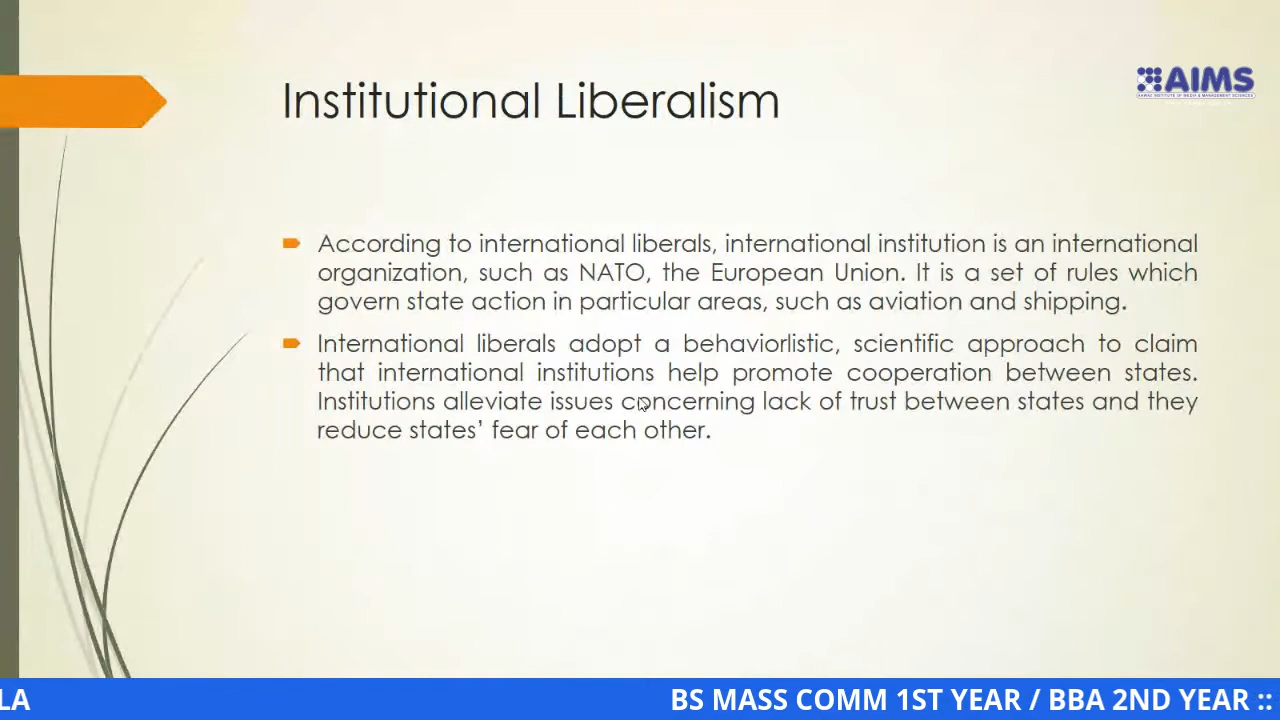 Institutional Liberalism
AIMS
According to international liberals, international institution is an international
organization, such as NATO, the European Union. It is a set of rules which
govern state action in particular areas, such as aviation and shipping.
International liberals adopt a behaviorlistic, scientific approach to claim
that international institutions help promote cooperation between states.
Institutions alleviate issues concerning lack of trust between states and they
reduce states’ fear of each other.
LA
BS MASS COMM 1ST YEAR / BBA 2ND YEAR ::